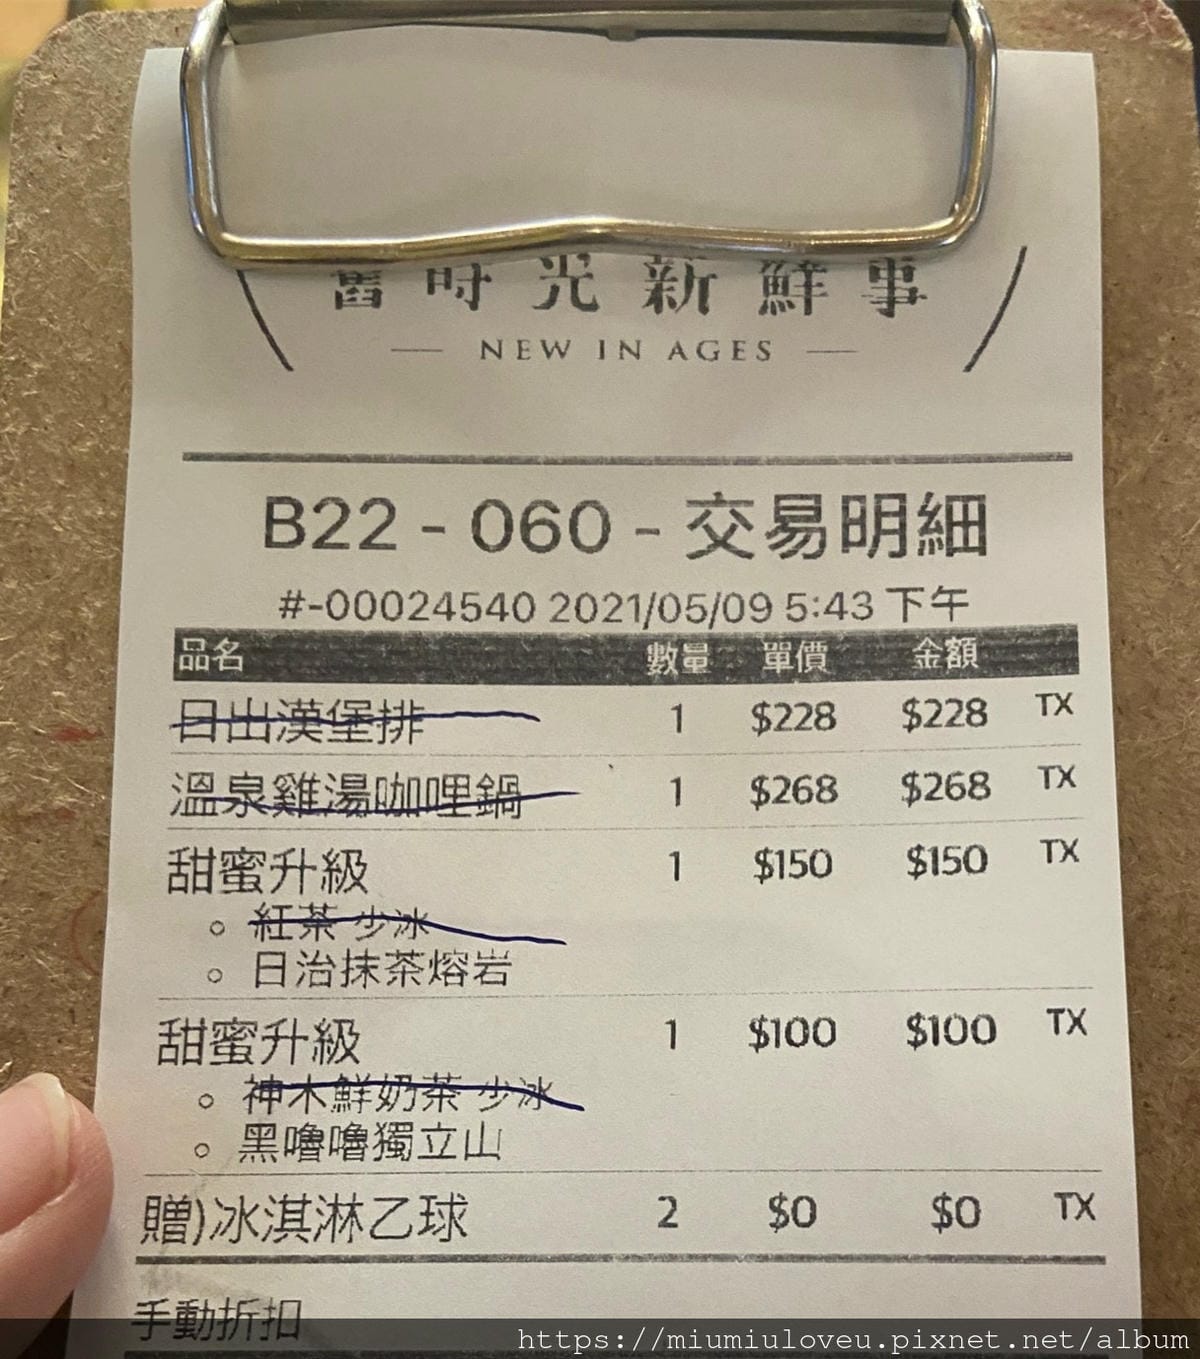 舊時光新鮮事
NEW IN AGES
B22 - 060 - 交易明細
#-00024540 2021/05/09 5:43 下午
品名 數量 單價 金額
日出漢堡排 1 $228 $228 TX
溫泉雞湯咖哩鍋 1 $268 $268 TX
甜蜜升級 1 $150 $150 TX
紅茶 少冰
日治抹茶熔岩
甜蜜升級 1 $100 $100 TX
神木鮮奶茶 少冰
黑嚕嚕獨立山
贈)冰淇淋乙球 2 $0 $0 TX
手動折扣
https://miumiuloveu.pixnet.net/album